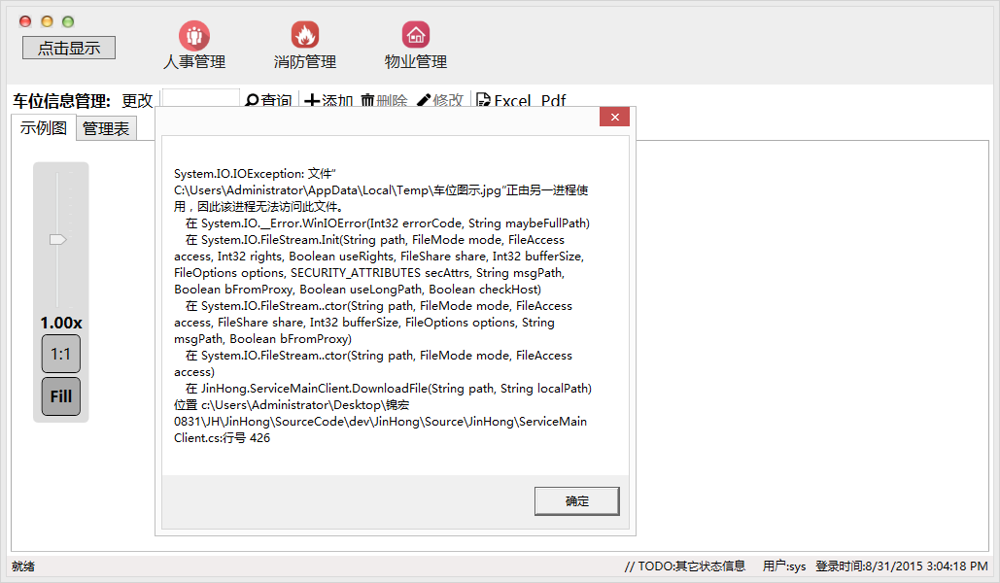 点击显示
人事管理
消防管理
物业管理
车位信息管理: 更改 查询 添加 删除 修改 Excel Pdf
示例图 管理表
System.IO.IOException: 文件“
C:\Users\Administrator\AppData\Local\Temp\车位图示.jpg”正由另一进程使
用，因此该进程无法访问此文件。
在 System.IO.__Error.WinIOError(Int32 errorCode, String maybeFullPath)
在 System.IO.FileStream.Init(String path, FileMode mode, FileAccess
access, Int32 rights, Boolean useRights, FileShare share, Int32 bufferSize,
FileOptions options, SECURITY_ATTRIBUTES secAttrs, String msgPath,
Boolean bFromProxy, Boolean useLongPath, Boolean checkHost)
在 System.IO.FileStream..ctor(String path, FileMode mode, FileAccess
access, FileShare share, Int32 bufferSize, FileOptions options, String
msgPath, Boolean bFromProxy)
在 System.IO.FileStream..ctor(String path, FileMode mode, FileAccess
access)
在 JinHong.ServiceMainClient.DownloadFile(String path, String localPath)
位置 c:\Users\Administrator\Desktop\锦宏
0831\JH\JinHong\SourceCode\dev\JinHong\Source\JinHong\ServiceMain
Client.cs:行号 426
确定
1.00x
1:1
Fill
就绪
// TODO:其它状态信息 用户:sys 登录时间:8/31/2015 3:04:18 PM